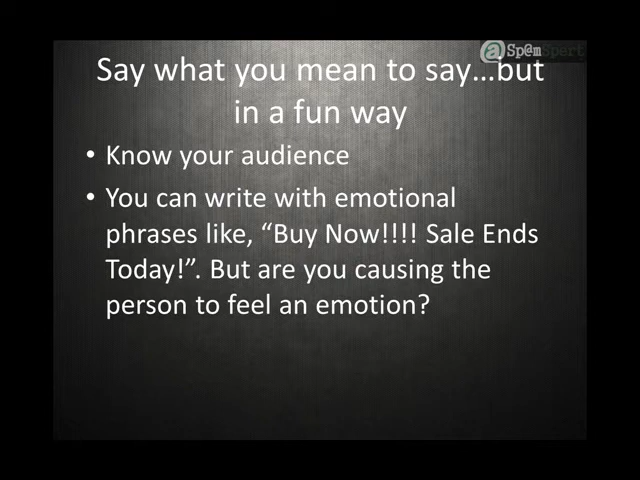 @SpamSpert
Say what you mean to say…but
in a fun way
• Know your audience
• You can write with emotional
phrases like, “Buy Now!!!! Sale Ends
Today!”. But are you causing the
person to feel an emotion?